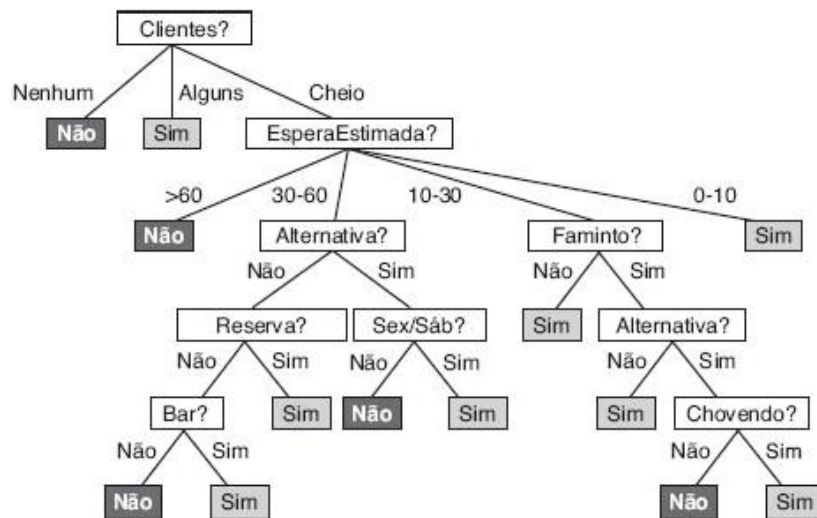 Clientes?
Nenhum Alguns Cheio
Não Sim EsperaEstimada?
>60 30-60 10-30 0-10
Não Alternativa? Faminto? Sim
Não Sim Não Sim
Reserva? Sex/Sáb? Sim Alternativa?
Não Sim Não Sim Não Sim
Bar? Sim Não Sim Sim Chovendo?
Não Sim Não Sim
Não Sim Não Sim